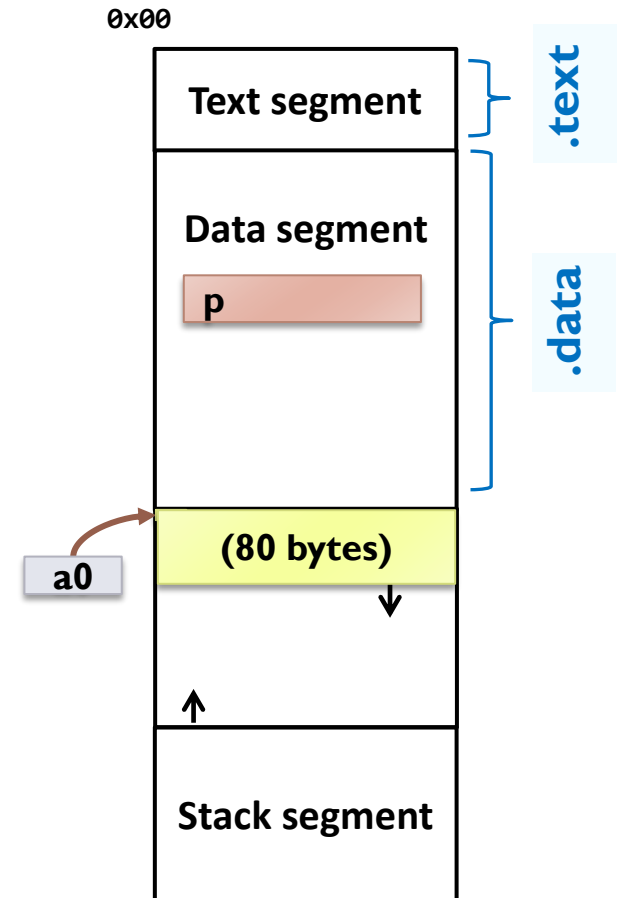 0x00
Text segment
.text
Data segment
p
.data
(80 bytes)
a0
Stack segment